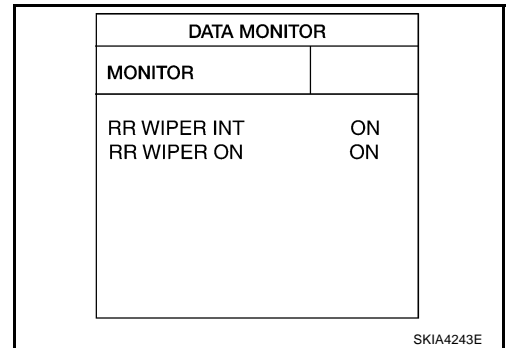 DATA MONITOR
MONITOR
RR WIPER INT ON
RR WIPER ON ON
SKIA4243E